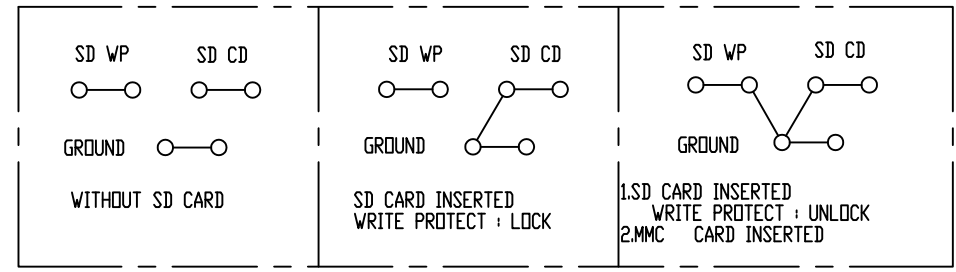 SD WP SD CD
GROUND
WITHOUT SD CARD
SD WP SD CD
GROUND
SD CARD INSERTED
WRITE PROTECT : LOCK
SD WP SD CD
GROUND
1.SD CARD INSERTED
WRITE PROTECT : UNLOCK
2.MMC CARD INSERTED